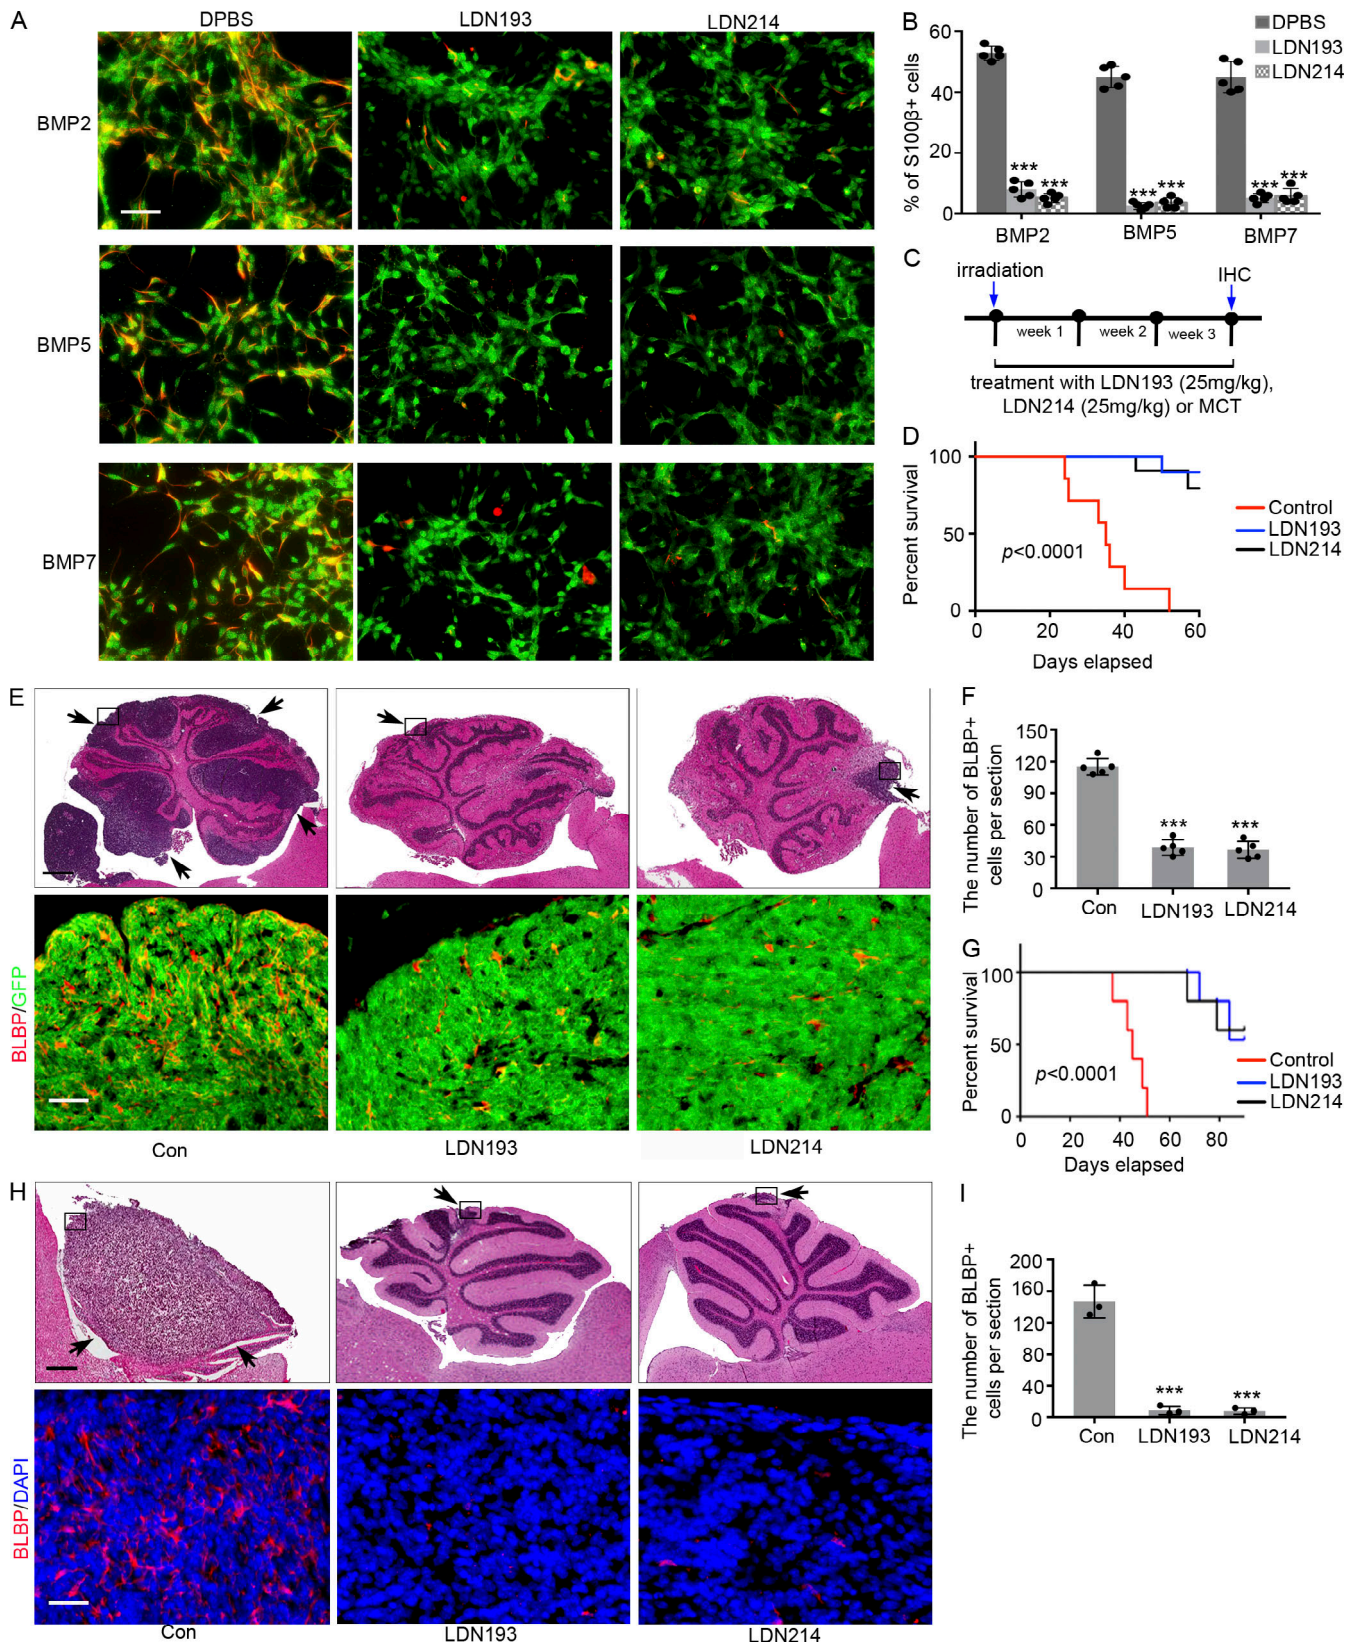 A
DPBS
LDN193
LDN214
BMP2
BMP5
BMP7
B
% of S100β+ cells
60
40
20
0
***
***
***
***
***
***
BMP2
BMP5
BMP7
DPBS
LDN193
LDN214
C
irradiation
IHC
week 1
week 2
week 3
treatment with LDN193 (25mg/kg),
LDN214 (25mg/kg) or MCT
D
Percent survival
100
50
0
p<0.0001
0
20
40
60
Days elapsed
Control
LDN193
LDN214
E
BLBP/GFP
Con
LDN193
LDN214
F
The number of BLBP+
cells per section
150
120
90
60
30
0
***
***
Con
LDN193
LDN214
G
Percent survival
100
50
0
p<0.0001
0
20
40
60
80
Days elapsed
Control
LDN193
LDN214
H
BLBP/DAPI
Con
LDN193
LDN214
I
The number of BLBP+
cells per section
200
160
120
80
40
0
***
***
Con
LDN193
LDN214